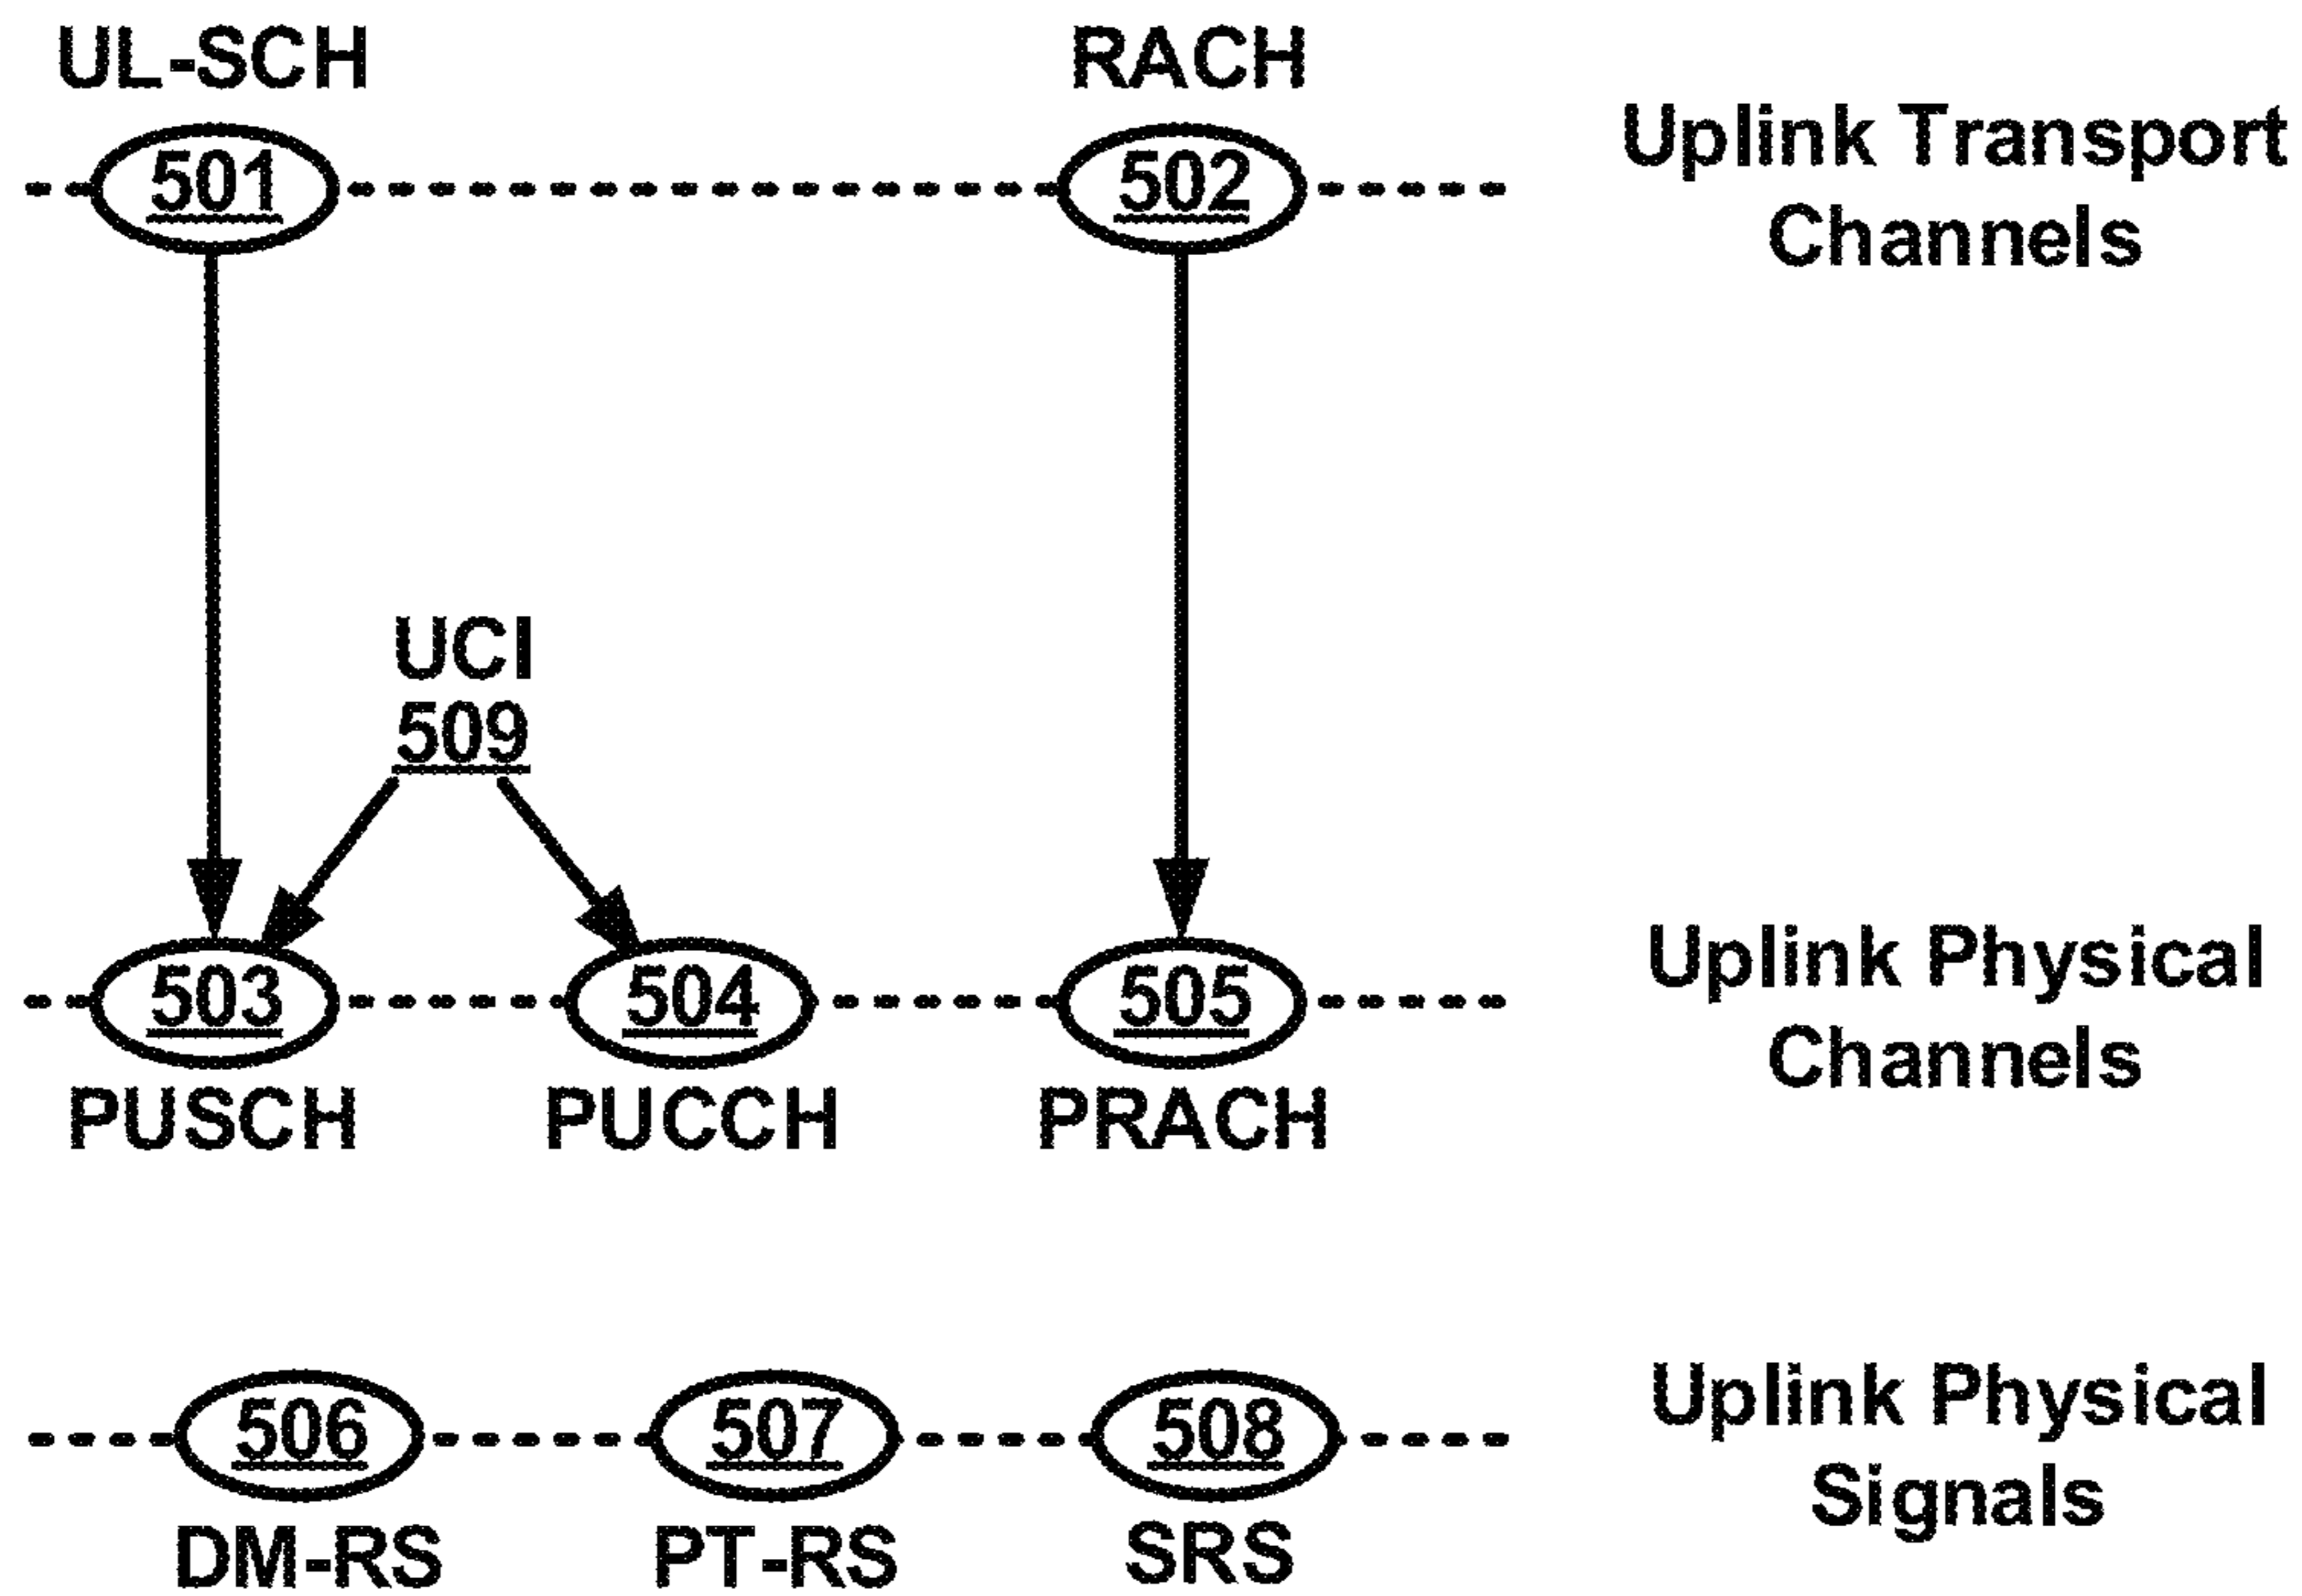 UL-SCH
RACH
501
502
Uplink Transport
Channels
UCI
509
503
504
505
Uplink Physical
Channels
PUSCH
PUCCH
PRACH
506
507
508
Uplink Physical
Signals
DM-RS
PT-RS
SRS